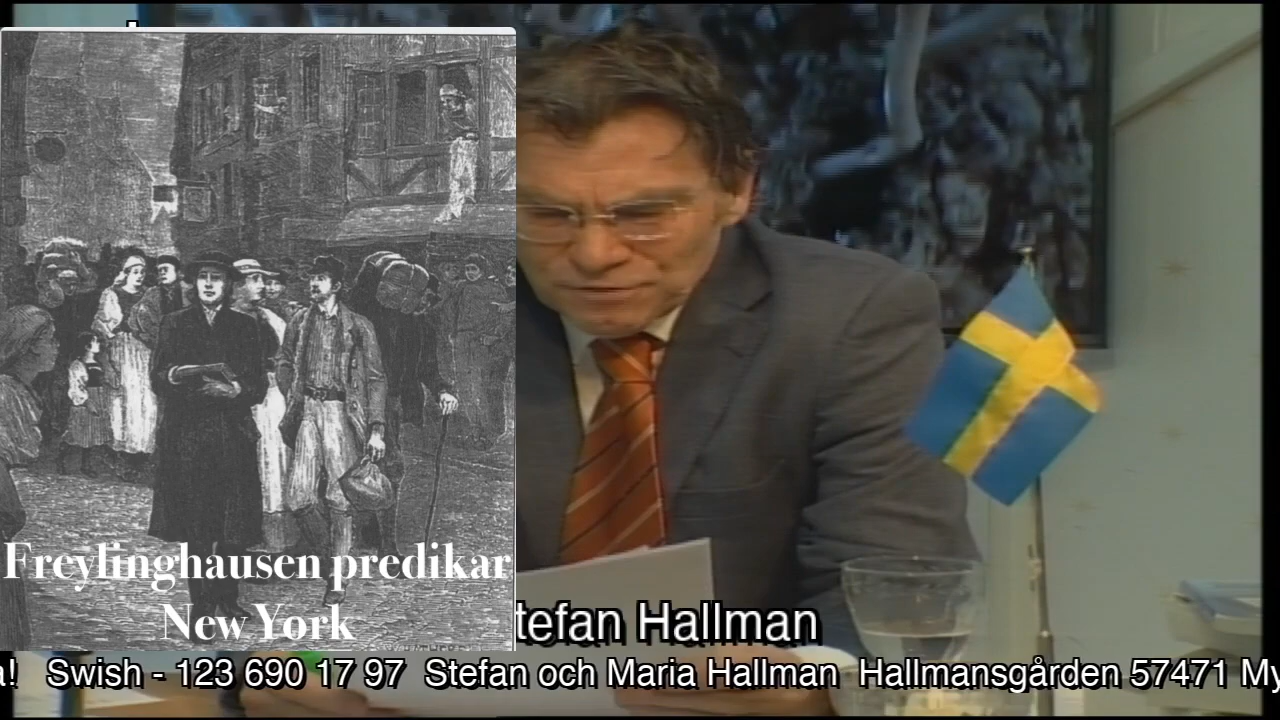 Freylinghausen predikar
New York
tefan Hallman
a! Swish - 123 690 17 97 Stefan och Maria Hallman Hallmansgården 57471 My